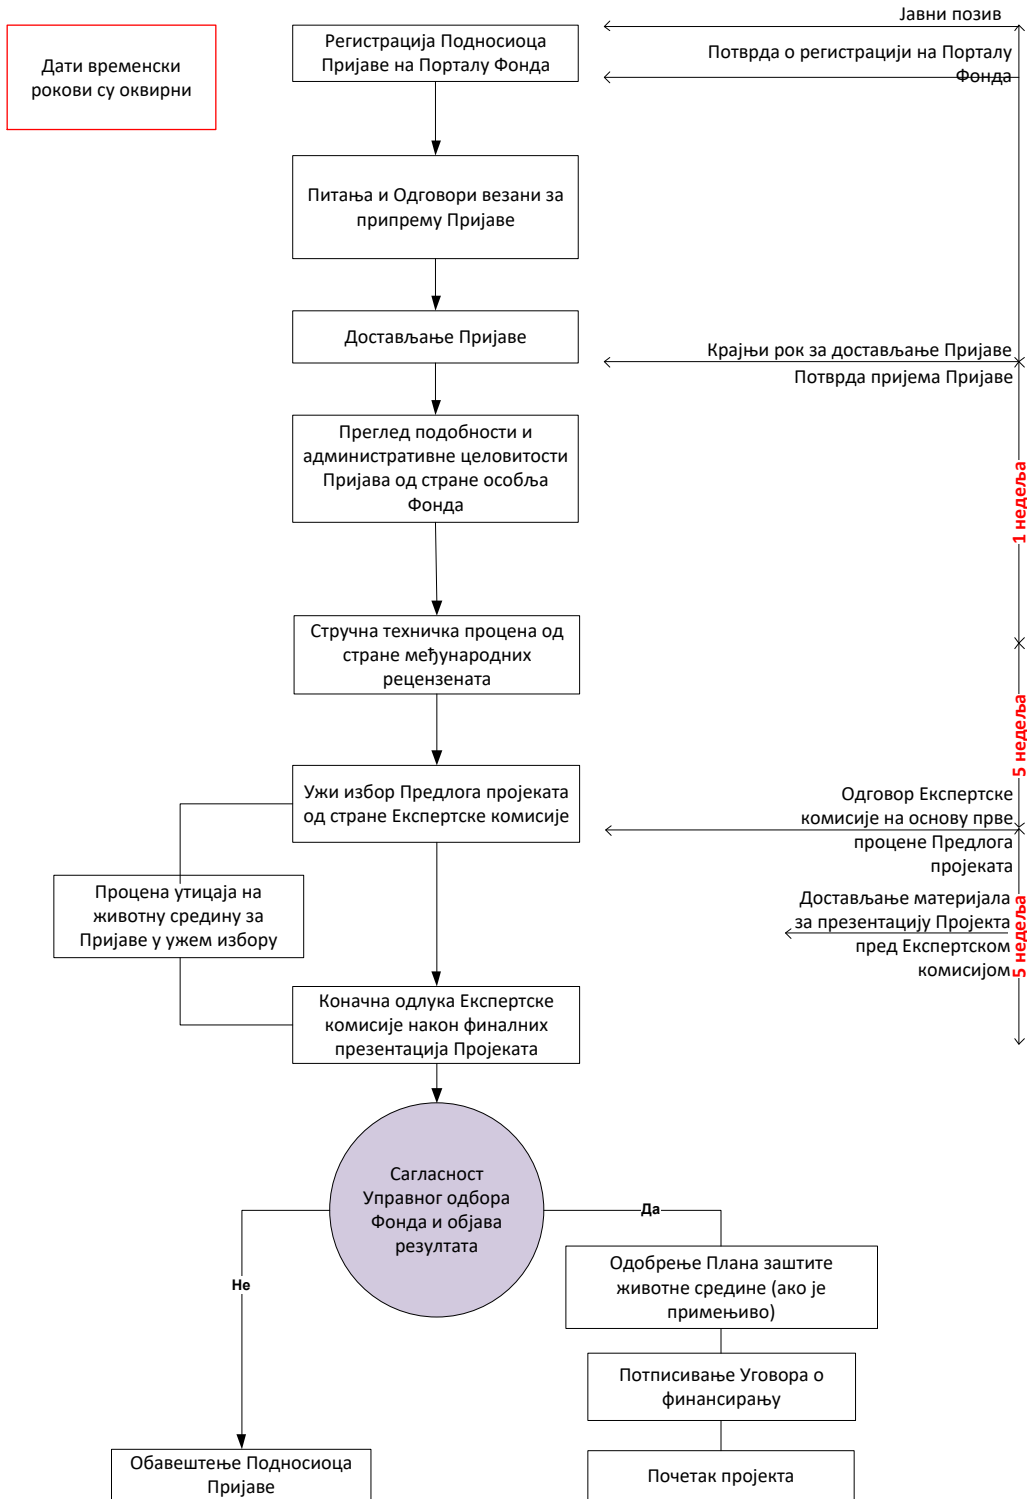 Јавни позив
Регистрација Подносиоца
Пријаве на Порталу Фонда
Дати временски
рокови су оквирни
Потврда о регистрацији на Порталу
Фонда
Питања и Одговори везани за
припрему Пријаве
Достављање Пријаве
Крајњи рок за достављање Пријаве
Потврда пријема Пријаве
Преглед подобности и
административне целовитости
Пријава од стране особља
Фонда
1 недеља
Стручна техничка процена од
стране међународних
рецензената
5 недеља
Ужи избор Предлога пројеката
од стране Експертске комисије
Одговор Експертске
комисије на основу прве
процене Предлога
пројеката
Процена утицаја на
животну средину за
Пријаве у ужем избору
Достављање материјала
за презентацију Пројекта
пред Експертском
комисијом
5 недеља
Коначна одлука Експертске
комисије након финалних
презентација Пројеката
Сагласност
Управног одбора
Фонда и објава
резултата
Да
Не
Одобрење Плана заштите
животне средине (ако је
примењиво)
Потписивање Уговора о
финансирању
Обавештење Подносиоца
Пријаве
Почетак пројекта